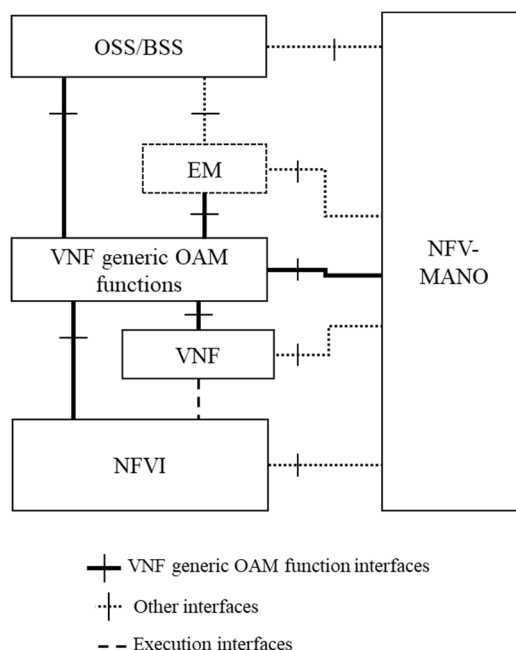 OSS/BSS
EM
VNF generic OAM
functions
NFV-
MANO
VNF
NFVI
VNF generic OAM function interfaces
Other interfaces
Execution interfaces